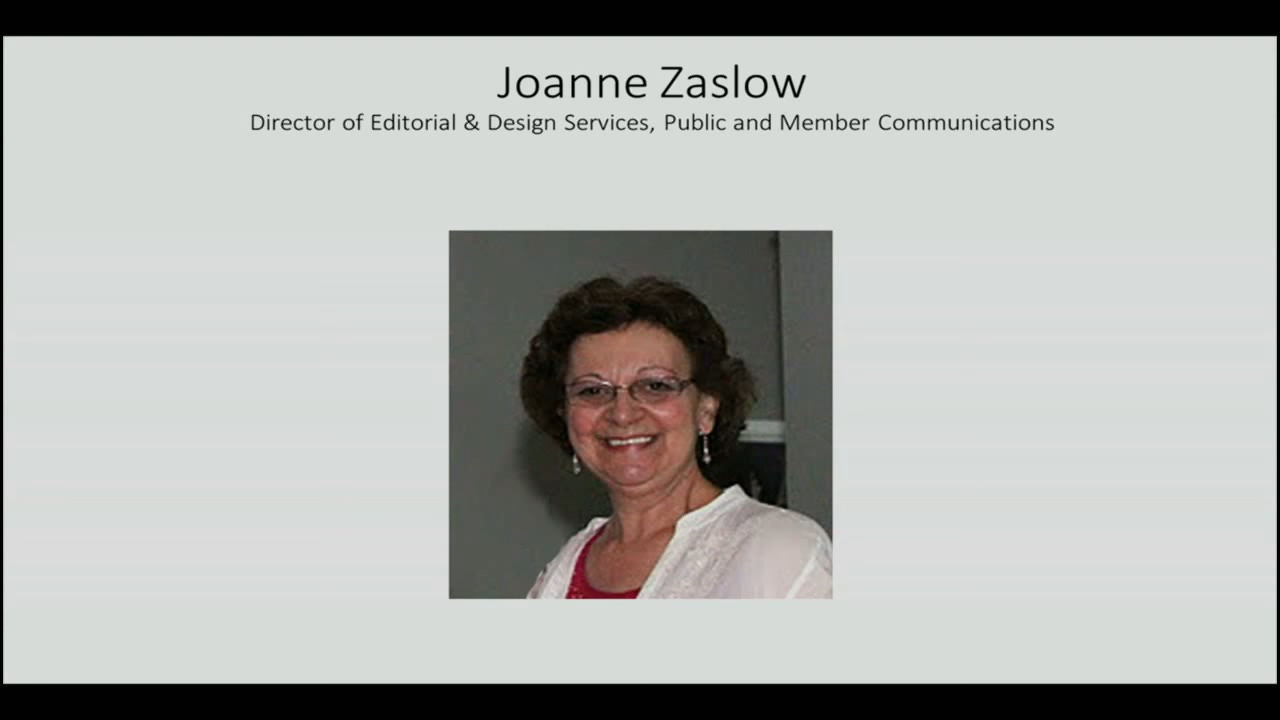 Joanne Zaslow
Director of Editorial & Design Services, Public and Member Communications